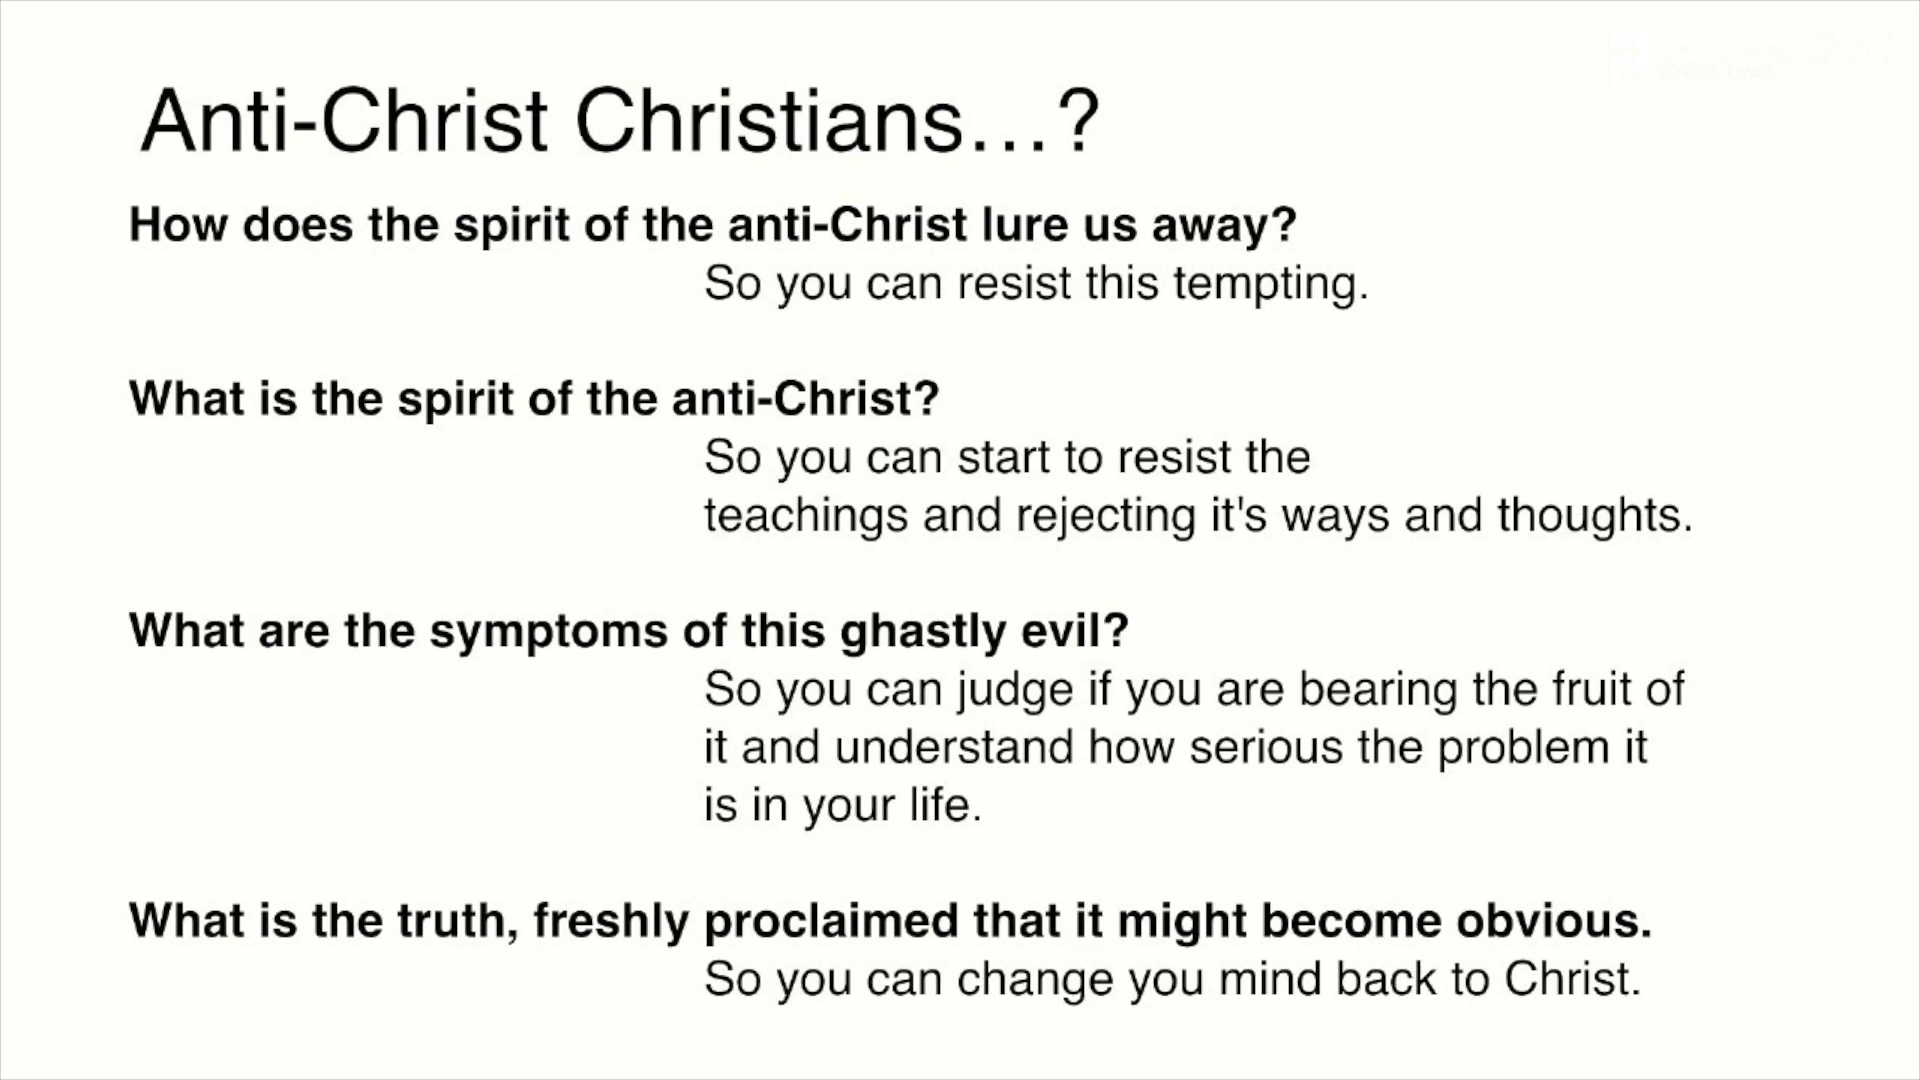 Anti-Christ Christians...?
How does the spirit of the anti-Christ lure us away?
So you can resist this tempting.
What is the spirit of the anti-Christ?
So you can start to resist the
teachings and rejecting it's ways and thoughts.
What are the symptoms of this ghastly evil?
So you can judge if you are bearing the fruit of
it and understand how serious the problem it
is in your life.
What is the truth, freshly proclaimed that it might become obvious.
So you can change you mind back to Christ.